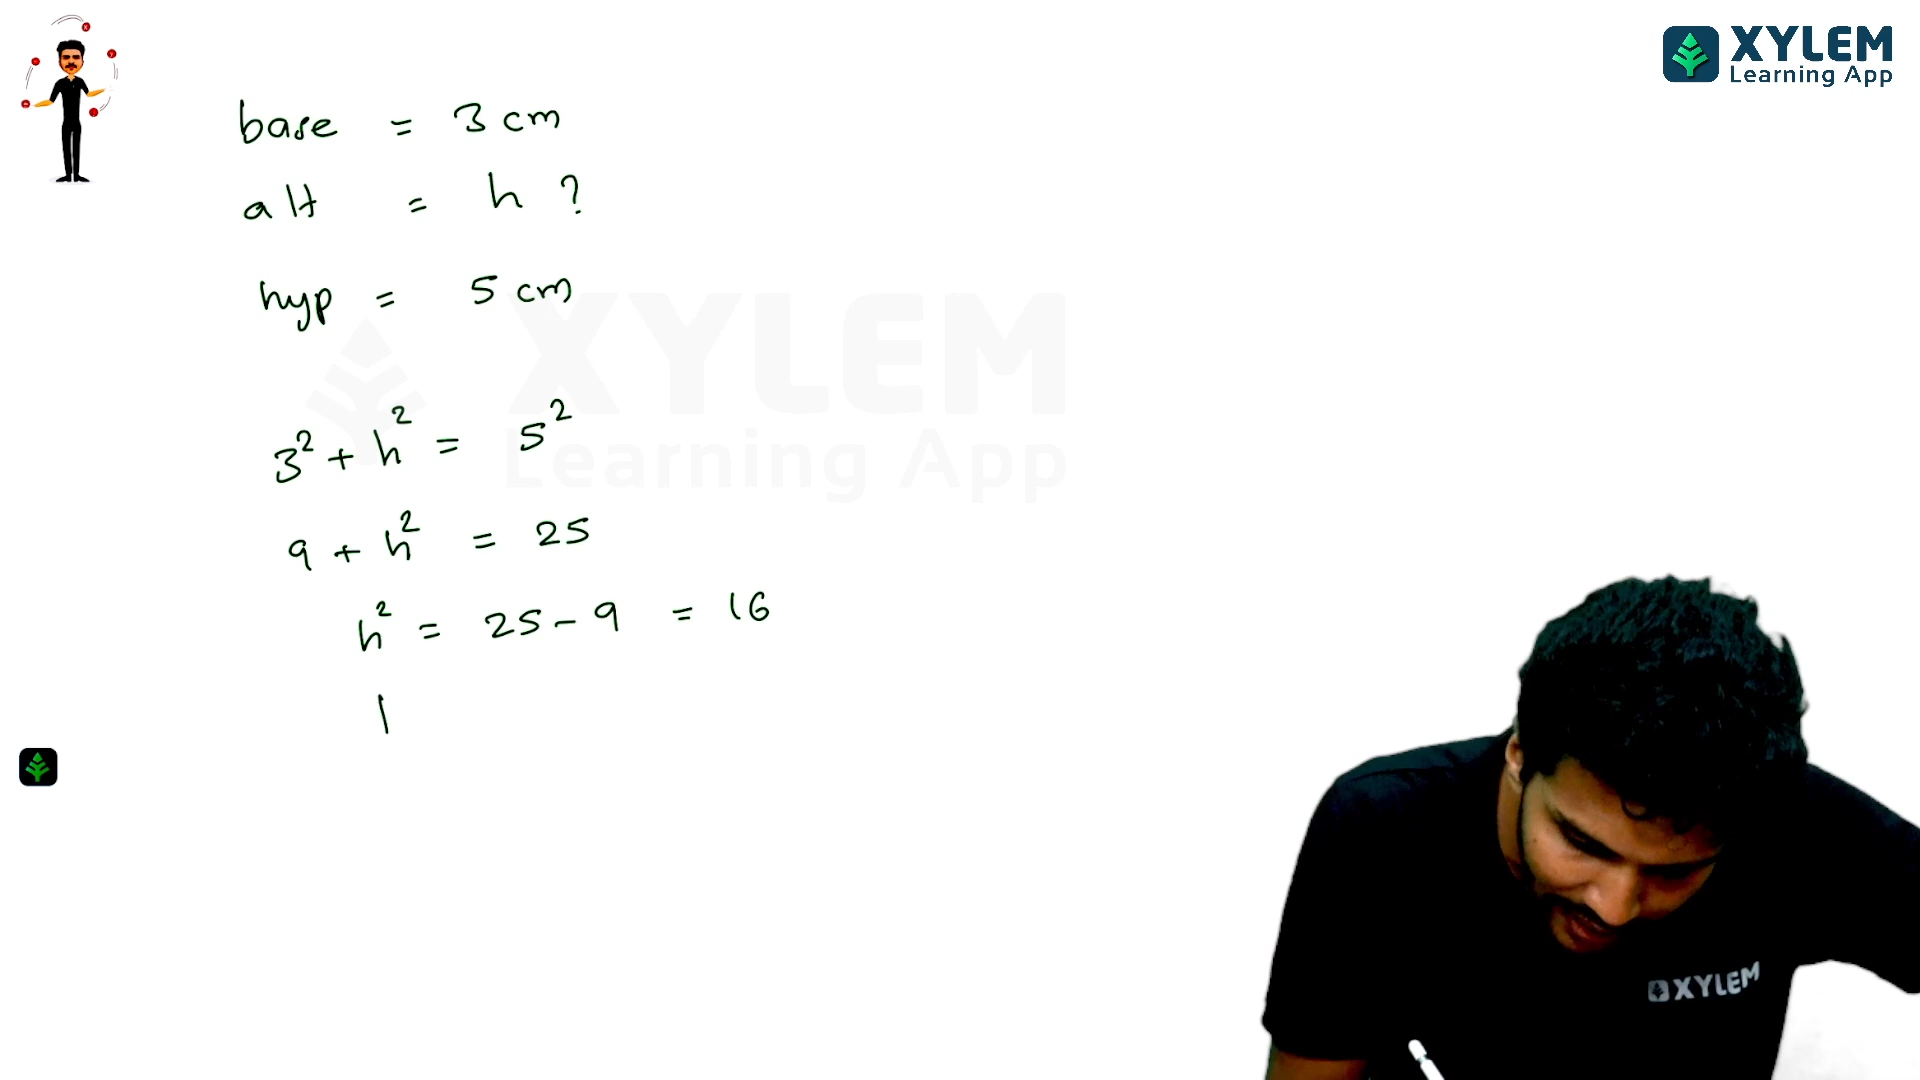 XYLEM
Learning App
base = 3 cm
alt = h ?
hyp = 5 cm
XYLEM
Learning App
3² + h² = 5²
9 + h² = 25
h² = 25 - 9 = 16
XYLEM